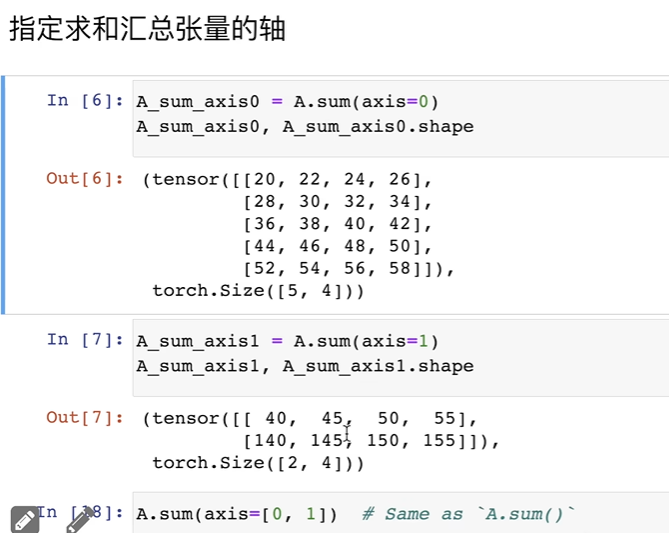 指定求和汇总张量的轴
In [6]: A_sum_axis0 = A.sum(axis=0)
A_sum_axis0, A_sum_axis0.shape
Out[6]: (tensor([[20, 22, 24, 26],
[28, 30, 32, 34],
[36, 38, 40, 42],
[44, 46, 48, 50],
[52, 54, 56, 58]]),
torch.Size([5, 4]))
In [7]: A_sum_axis1 = A.sum(axis=1)
A_sum_axis1, A_sum_axis1.shape
Out[7]: (tensor([[ 40, 45, 50, 55],
[140, 145, 150, 155]]),
torch.Size([2, 4]))
In [18]: A.sum(axis=[0, 1]) # Same as `A.sum()`